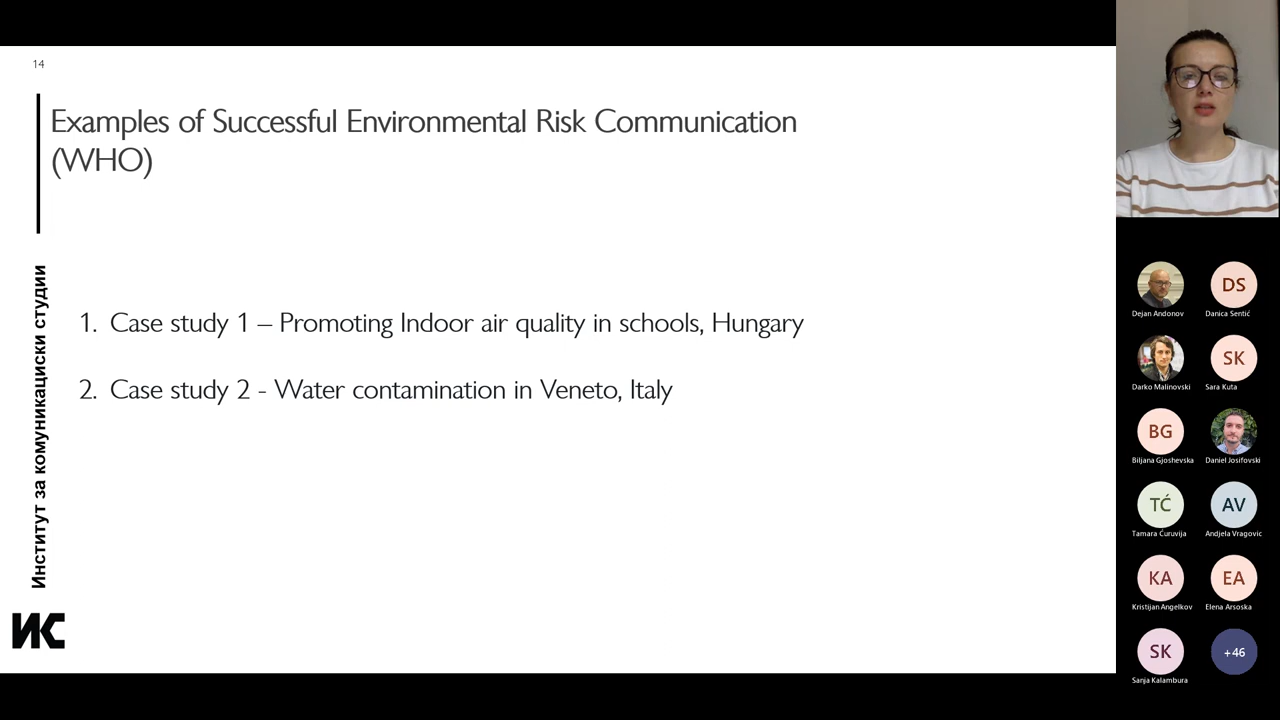 14
Examples of Successful Environmental Risk Communication
(WHO)
1. Case study 1 – Promoting Indoor air quality in schools, Hungary
2. Case study 2 - Water contamination in Veneto, Italy
Институт за комуникациски студии
ИС
DS
Dejan Andonov
Danica Sentić
SK
Darko Malinovski
Sara Kuta
BG
Biljana Gjoshevska
Daniel Josifovski
TĆ
AV
Tamara Ćuruvija
Andjela Vragovic
KA
EA
Kristijan Angelkov
Elena Arsoska
SK
+46
Sanja Kalambura